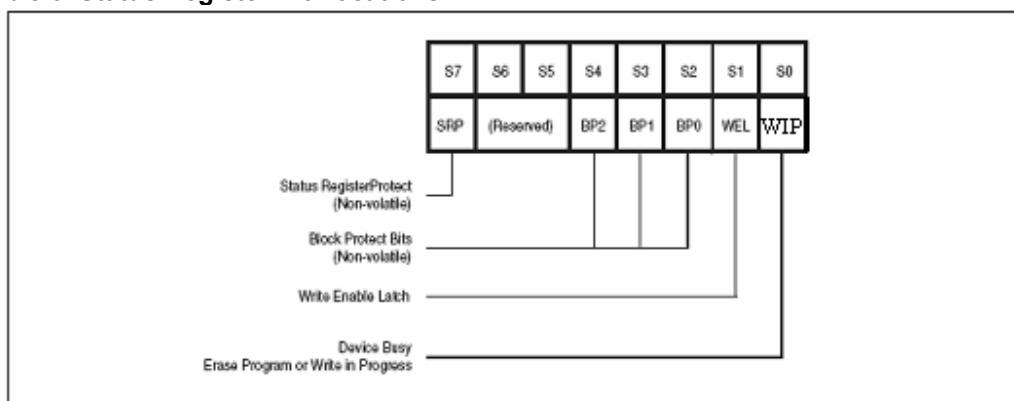 S7 S6 S5 S4 S3 S2 S1 S0
SRP (Reserved) BP2 BP1 BP0 WEL WIP
Status RegisterProtect
(Non-volatile)
Block Protect Bits
(Non-volatile)
Write Enable Latch
Device Busy
Erase Program or Write in Progress